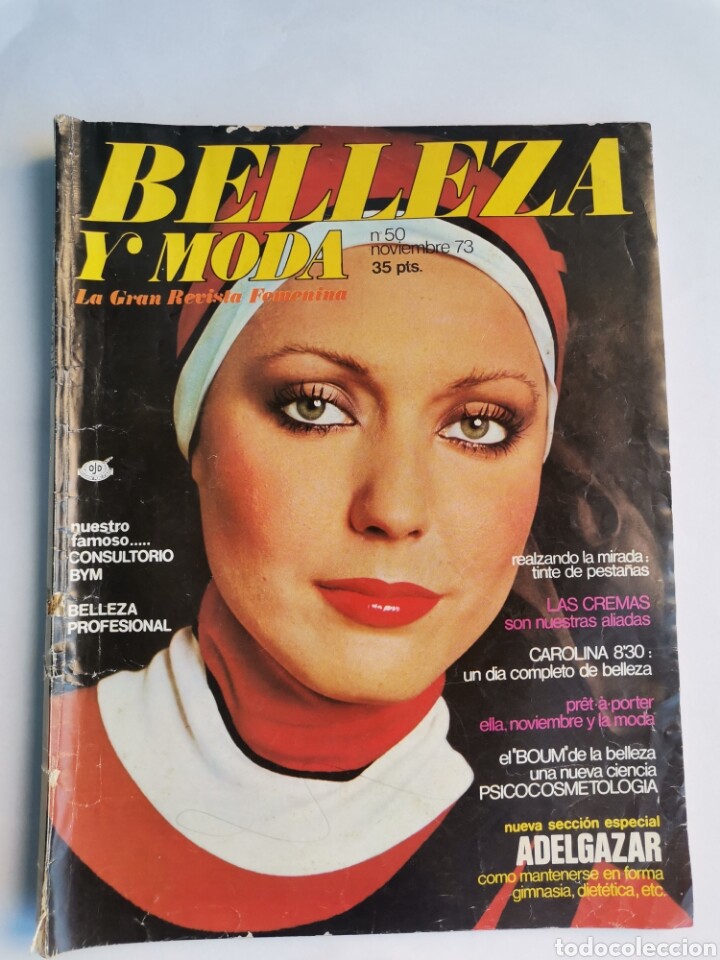 BELLEZA
Y MODA
nº50
noviembre 73
35 pts.
La Gran Revista Femenina
OJD
nuestro
famoso.....
CONSULTORIO
BYM
BELLEZA
PROFESIONAL
realzando la mirada:
tinte de pestañas
LAS CREMAS
son nuestras aliadas
CAROLINA 8'30:
un dia completo de belleza
prêt-à-porter
ella, noviembre y la moda
el "BOUM" de la belleza
una nueva ciencia
PSICOCOSMETOLOGIA
nueva sección especial
ADELGAZAR
como mantenerse en forma
gimnasia, dietética, etc.
todocoleccion